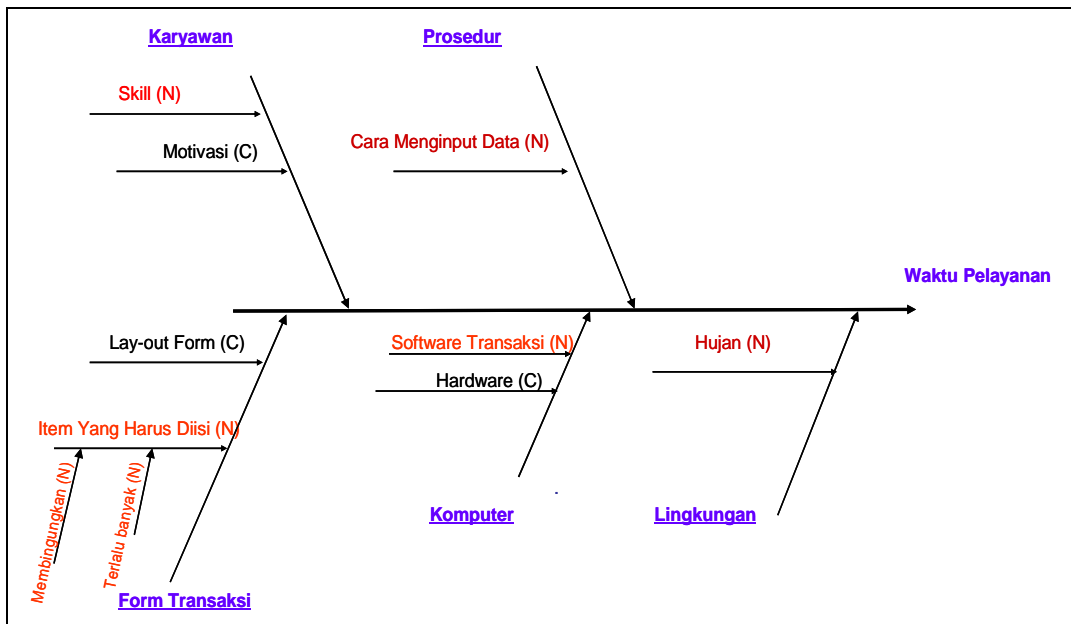 Karyawan
Prosedur
Skill (N)
Motivasi (C)
Cara Menginput Data (N)
Waktu Pelayanan
Lay-out Form (C)
Software Transaksi (N)
Hujan (N)
Hardware (C)
Item Yang Harus Diisi (N)
Membingungkan (N)
Terlalu banyak (N)
Komputer
Lingkungan
Form Transaksi